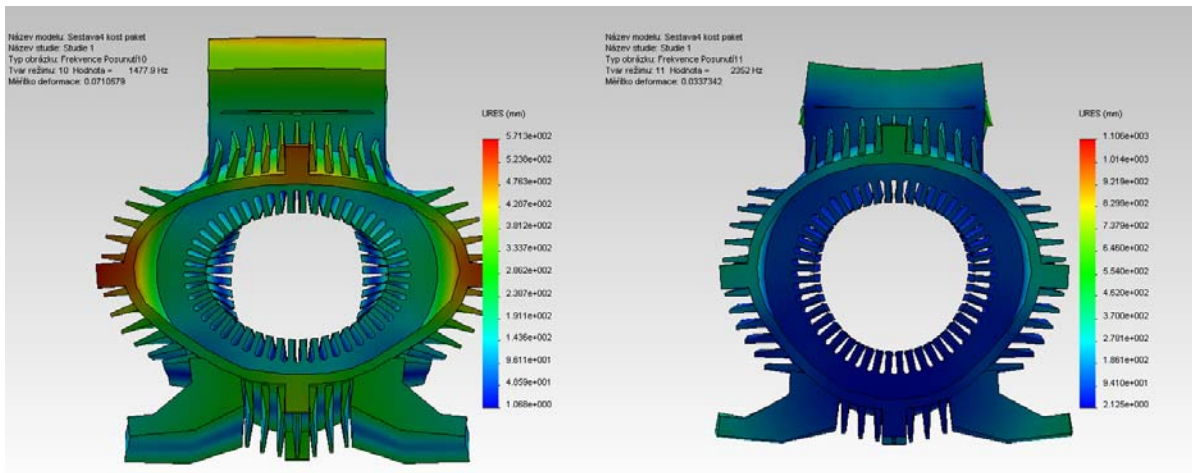 Název modelu: Sestava4 kost paket
Název studie: Studie 1
Typ obrázku: Frekvence Posunutí10
Tvar režimu: 10 Hodnota = 1477.9 Hz
Měřítko deformace: 0.0710579
URES (mm)
5.713e+002
5.230e+002
4.763e+002
4.287e+002
3.812e+002
3.337e+002
2.862e+002
2.387e+002
1.911e+002
1.436e+002
9.611e+001
4.859e+001
1.068e+000
Název modelu: Sestava4 kost paket
Název studie: Studie 1
Typ obrázku: Frekvence Posunutí11
Tvar režimu: 11 Hodnota = 2352 Hz
Měřítko deformace: 0.0337342
URES (mm)
1.106e+003
1.014e+003
9.219e+002
8.299e+002
7.380e+002
6.460e+002
5.540e+002
4.620e+002
3.700e+002
2.781e+002
1.861e+002
9.410e+001
2.125e+000